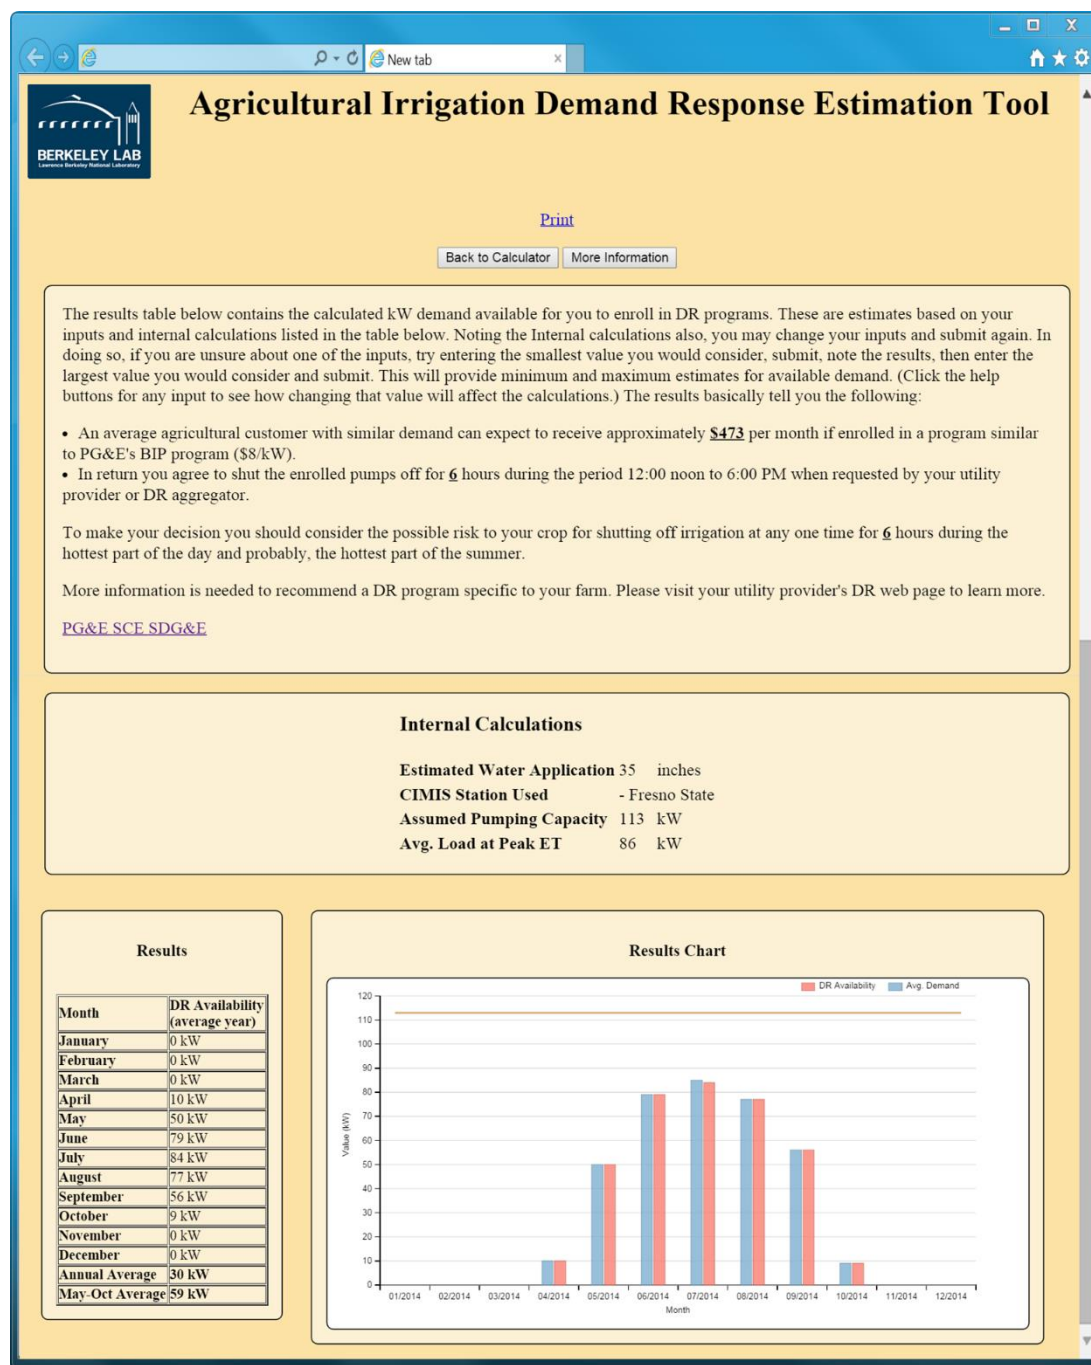 New tab
BERKELEY LAB
Lawrence Berkeley National Laboratory
Agricultural Irrigation Demand Response Estimation Tool
Print
Back to Calculator More Information
The results table below contains the calculated kW demand available for you to enroll in DR programs. These are estimates based on your
inputs and internal calculations listed in the table below. Noting the Internal calculations also, you may change your inputs and submit again. In
doing so, if you are unsure about one of the inputs, try entering the smallest value you would consider, submit, note the results, then enter the
largest value you would consider and submit. This will provide minimum and maximum estimates for available demand. (Click the help
buttons for any input to see how changing that value will affect the calculations.) The results basically tell you the following:
• An average agricultural customer with similar demand can expect to receive approximately $473 per month if enrolled in a program similar
to PG&E's BIP program ($8/kW).
• In return you agree to shut the enrolled pumps off for 6 hours during the period 12:00 noon to 6:00 PM when requested by your utility
provider or DR aggregator.
To make your decision you should consider the possible risk to your crop for shutting off irrigation at any one time for 6 hours during the
hottest part of the day and probably, the hottest part of the summer.
More information is needed to recommend a DR program specific to your farm. Please visit your utility provider's DR web page to learn more.
PG&E SCE SDG&E
Internal Calculations
Estimated Water Application 35 inches
CIMIS Station Used - Fresno State
Assumed Pumping Capacity 113 kW
Avg. Load at Peak ET 86 kW
Results
Month DR Availability
(average year)
January 0 kW
February 0 kW
March 0 kW
April 10 kW
May 50 kW
June 79 kW
July 84 kW
August 77 kW
September 56 kW
October 9 kW
November 0 kW
December 0 kW
Annual Average 30 kW
May-Oct Average 59 kW
Results Chart
DR Availability Avg. Demand
120
110
100
90
80
70
60
50
40
30
20
10
0
Value (kW)
01/2014 02/2014 03/2014 04/2014 05/2014 06/2014 07/2014 08/2014 09/2014 10/2014 11/2014 12/2014
Month